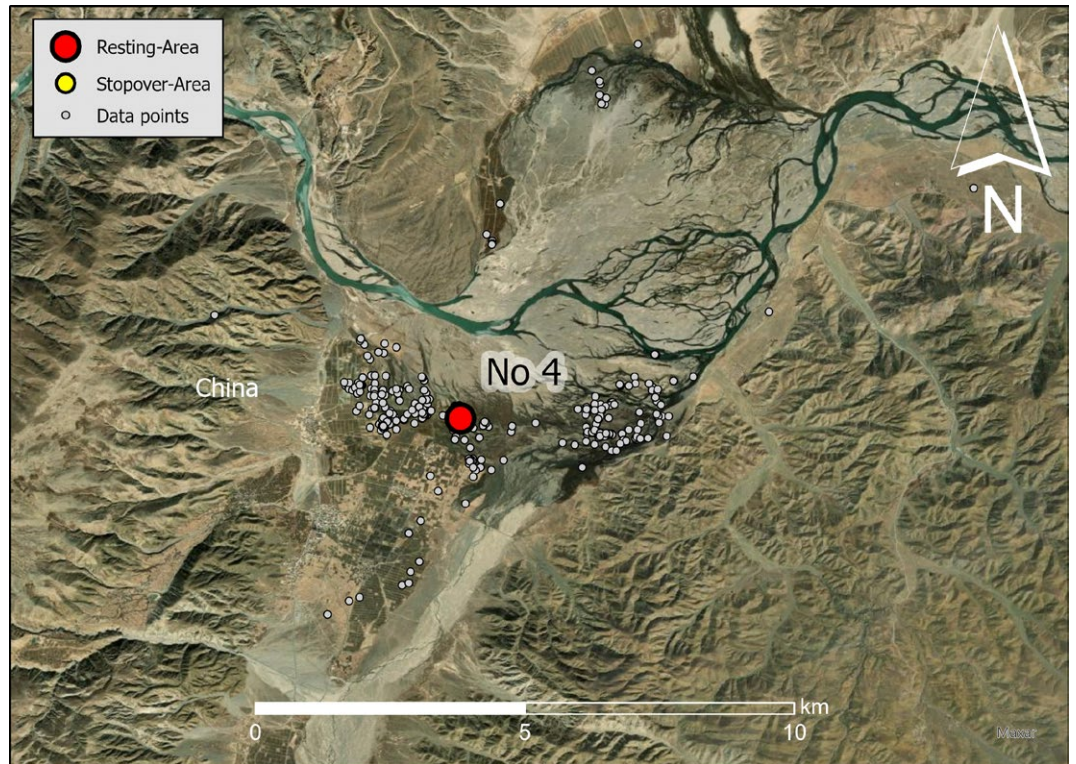 Resting-Area
Stopover-Area
Data points
N
No 4
China
km
0
5
10
Maxar